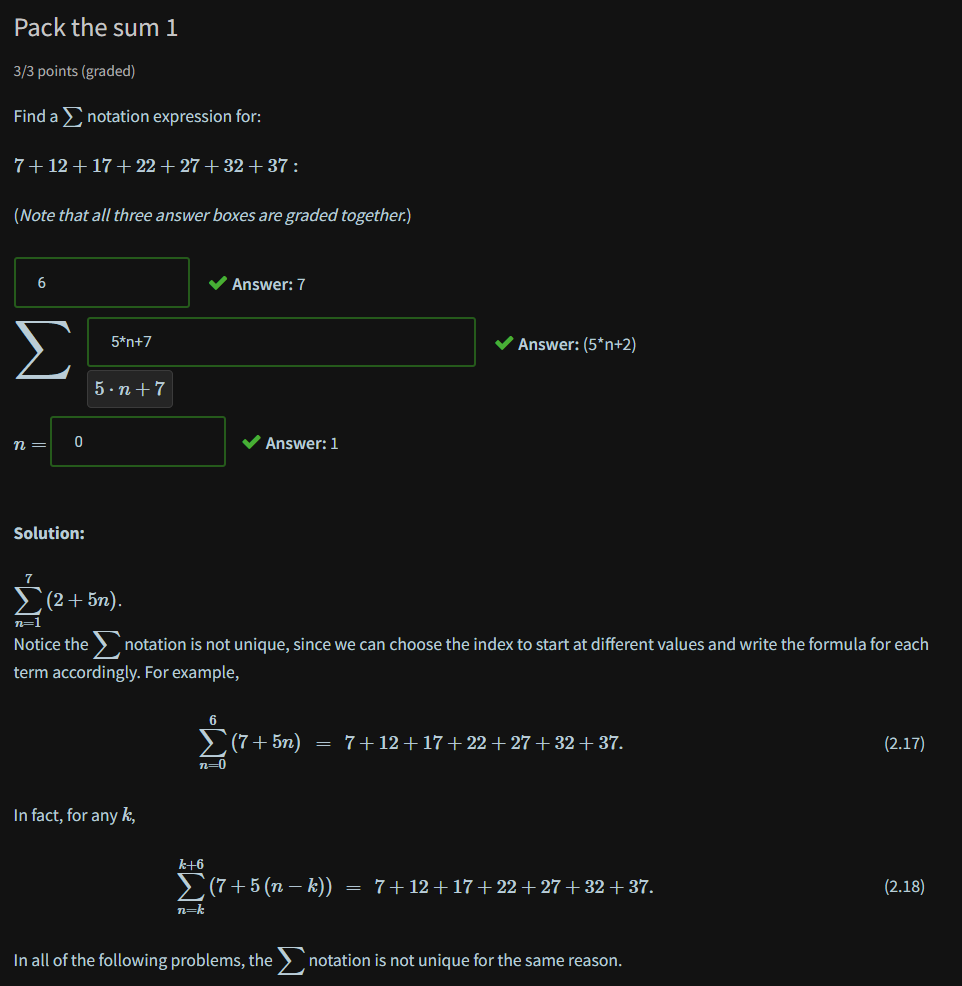 Pack the sum 1
3/3 points (graded)
Find a ∑ notation expression for:
7 + 12 + 17 + 22 + 27 + 32 + 37 :
(Note that all three answer boxes are graded together.)
6 ✔ Answer: 7
∑ 5*n+7 ✔ Answer: (5*n+2)
5 · n + 7
n = 0 ✔ Answer: 1
Solution:
7
∑ (2 + 5n).
n=1
Notice the ∑ notation is not unique, since we can choose the index to start at different values and write the formula for each
term accordingly. For example,
6
∑ (7 + 5n) = 7 + 12 + 17 + 22 + 27 + 32 + 37. (2.17)
n=0
In fact, for any k,
k+6
∑ (7 + 5 (n − k)) = 7 + 12 + 17 + 22 + 27 + 32 + 37. (2.18)
n=k
In all of the following problems, the ∑ notation is not unique for the same reason.